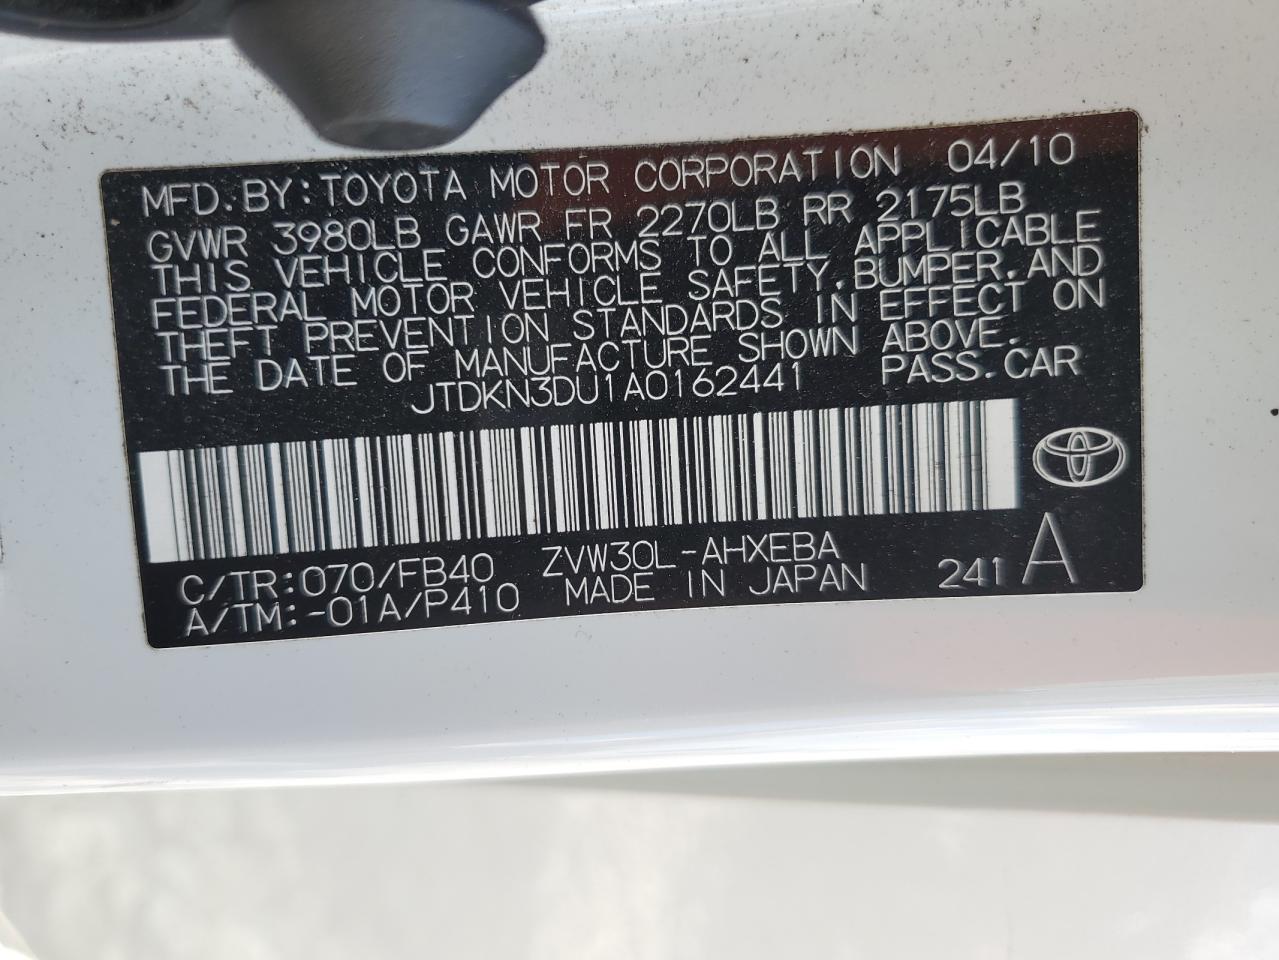 MFD. BY: TOYOTA MOTOR CORPORATION 04/10
GVWR 3980LB GAWR FR 2270LB RR 2175LB
THIS VEHICLE CONFORMS TO ALL APPLICABLE
FEDERAL MOTOR VEHICLE SAFETY, BUMPER, AND
THEFT PREVENTION STANDARDS IN EFFECT ON
THE DATE OF MANUFACTURE SHOWN ABOVE.
JTDKN3DU1A0162441 PASS. CAR
C/TR:070/FB40 ZVW30L-AHXEBA
A/TM:-01A/P410 MADE IN JAPAN 241 A